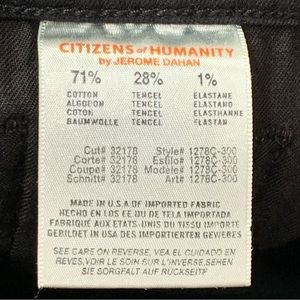 CITIZENS of HUMANITY
by JEROME DAHAN
71% 28% 1%
COTTON TENCEL ELASTANE
ALGODON TENCEL ELASTANO
COTON TENCEL ELASTHANNE
BAUMWOLLE TENCEL ELASTAN
Cut# 32178 Style# 1278C-300
Corte# 32178 Estilo# 1278C-300
Coupe# 32178 Modele# 1278C-300
Schnitt# 32178 Art# 1278C-300
MADE IN U.S.A OF IMPORTED FABRIC
HECHO EN LOS EE UU DE TELA IMPORTADA
FABRIQUE AUX ETATS-UNIS DU TISSU IMPORTE
GEBILDET IN USA DES IMPORTIERTEN GEWEBES
SEE CARE ON REVERSE, VEA EL CUIDADO EN
REVES, VOIR LE SOIN SUR L'INVERSE, SEHEN
SIE SORGFALT AUF RÜCKSEITE